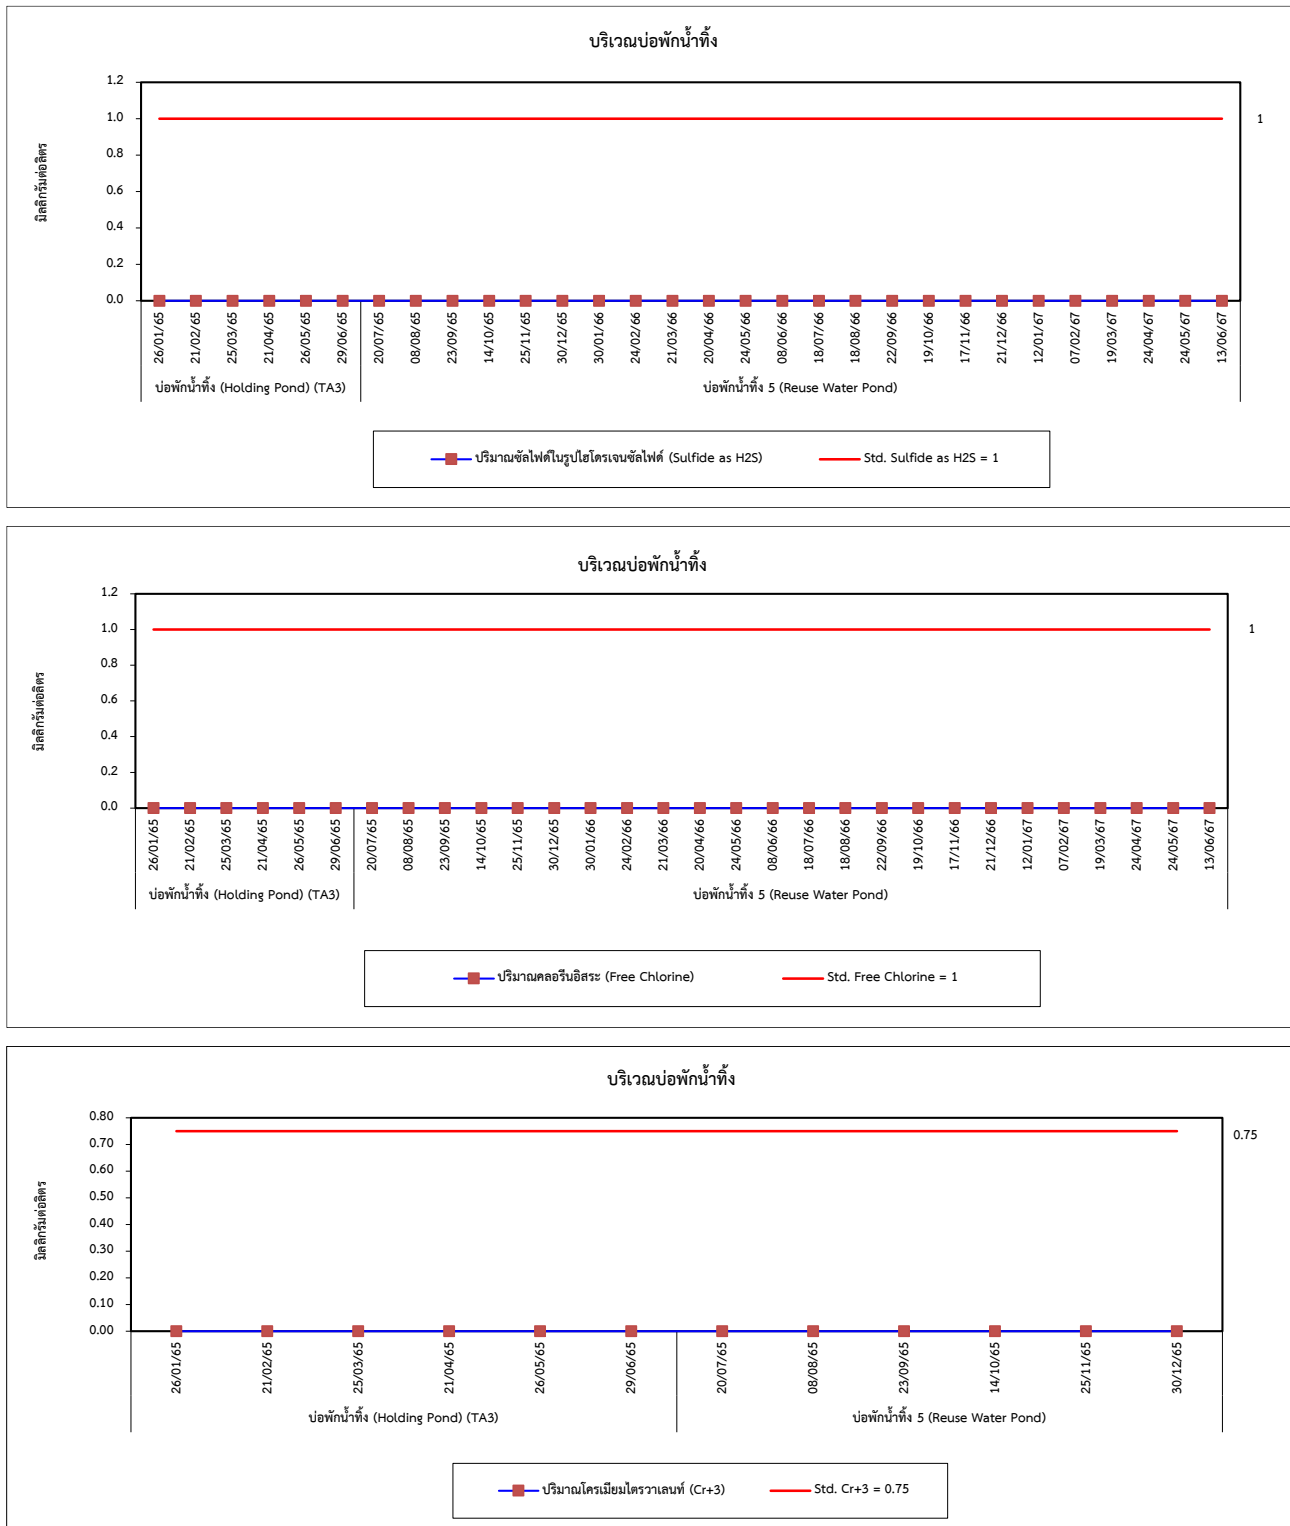 บริเวณบ่อพักน้ำทิ้ง
มิลลิกรัมต่อลิตร
1.2
1.0
0.8
0.6
0.4
0.2
0.0
1
26/01/65 21/02/65 25/03/65 21/04/65 26/05/65 29/06/65 20/07/65 08/08/65 23/09/65 14/10/65 25/11/65 30/12/65 30/01/66 24/02/66 21/03/66 20/04/66 24/05/66 08/06/66 18/07/66 18/08/66 22/09/66 19/10/66 17/11/66 21/12/66 12/01/67 07/02/67 19/03/67 24/04/67 24/05/67 13/06/67
บ่อพักน้ำทิ้ง (Holding Pond) (TA3) บ่อพักน้ำทิ้ง 5 (Reuse Water Pond)
ปริมาณซัลไฟด์ในรูปไฮโดรเจนซัลไฟด์ (Sulfide as H2S) Std. Sulfide as H2S = 1
บริเวณบ่อพักน้ำทิ้ง
มิลลิกรัมต่อลิตร
1.2
1.0
0.8
0.6
0.4
0.2
0.0
1
26/01/65 21/02/65 25/03/65 21/04/65 26/05/65 29/06/65 20/07/65 08/08/65 23/09/65 14/10/65 25/11/65 30/12/65 30/01/66 24/02/66 21/03/66 20/04/66 24/05/66 08/06/66 18/07/66 18/08/66 22/09/66 19/10/66 17/11/66 21/12/66 12/01/67 07/02/67 19/03/67 24/04/67 24/05/67 13/06/67
บ่อพักน้ำทิ้ง (Holding Pond) (TA3) บ่อพักน้ำทิ้ง 5 (Reuse Water Pond)
ปริมาณคลอรีนอิสระ (Free Chlorine) Std. Free Chlorine = 1
บริเวณบ่อพักน้ำทิ้ง
มิลลิกรัมต่อลิตร
0.80
0.70
0.60
0.50
0.40
0.30
0.20
0.10
0.00
0.75
26/01/65 21/02/65 25/03/65 21/04/65 26/05/65 29/06/65 20/07/65 08/08/65 23/09/65 14/10/65 25/11/65 30/12/65
บ่อพักน้ำทิ้ง (Holding Pond) (TA3) บ่อพักน้ำทิ้ง 5 (Reuse Water Pond)
ปริมาณโครเมียมไตรวาเลนท์ (Cr+3) Std. Cr+3 = 0.75